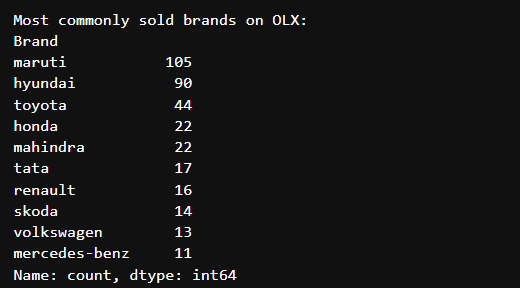 Most commonly sold brands on OLX:
Brand
maruti 105
hyundai 90
toyota 44
honda 22
mahindra 22
tata 17
renault 16
skoda 14
volkswagen 13
mercedes-benz 11
Name: count, dtype: int64